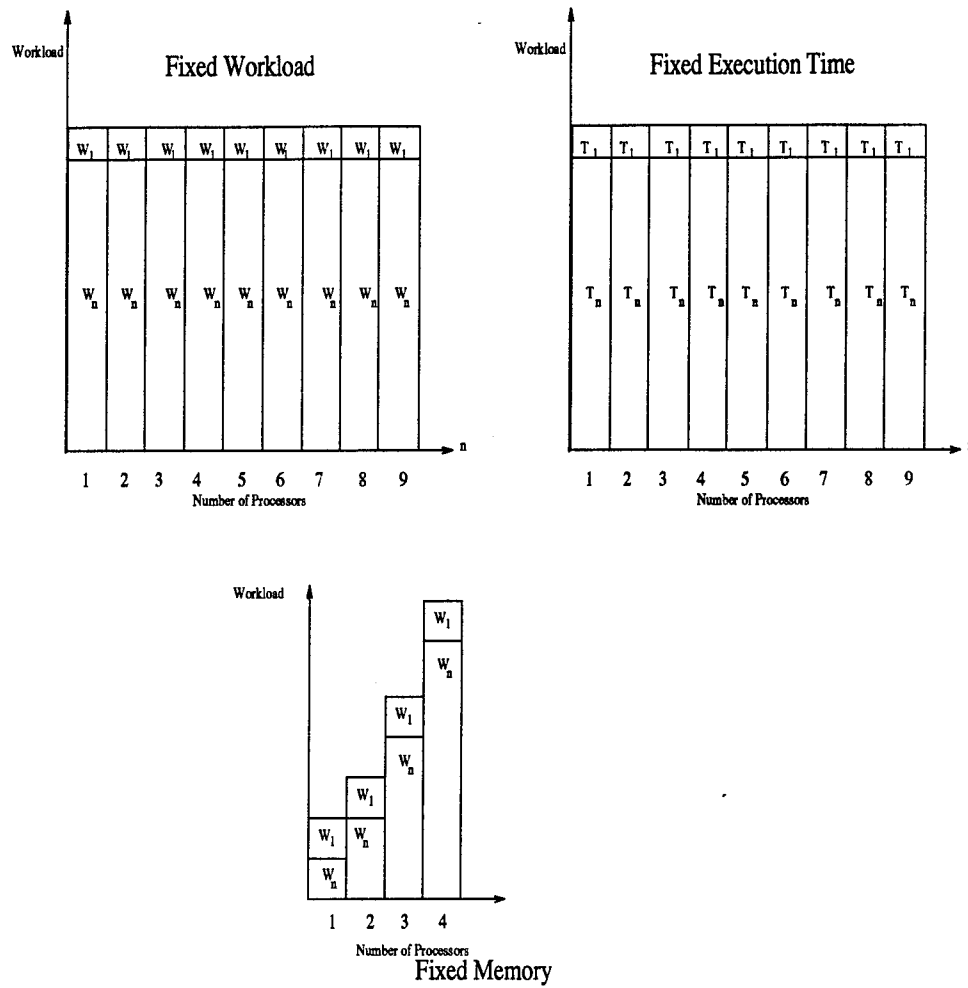 Workload
Fixed Workload
W1 W1 W1 W1 W1 W1 W1 W1 W1
Wn Wn Wn Wn Wn Wn Wn Wn Wn
n
1 2 3 4 5 6 7 8 9
Number of Processors
Workload
Fixed Execution Time
T1 T1 T1 T1 T1 T1 T1 T1 T1
Tn Tn Tn Tn Tn Tn Tn Tn Tn
1 2 3 4 5 6 7 8 9
Number of Processors
Workload
W1
Wn
W1
Wn
W1
Wn
W1
Wn
1 2 3 4
Number of Processors
Fixed Memory